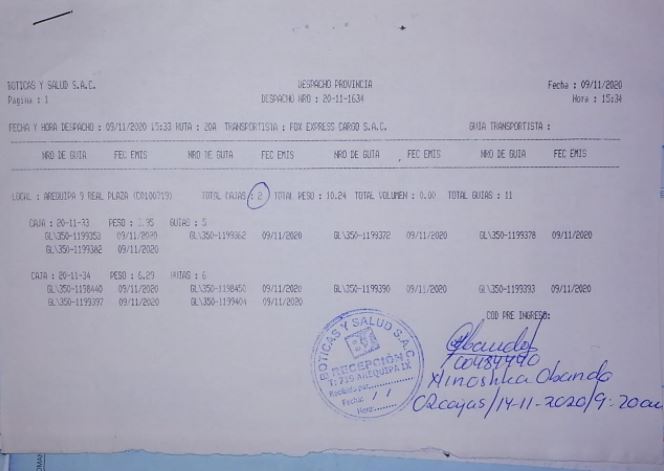 BOTICAS Y SALUD S.A.C. DESPACHO PROVINCIA Fecha : 09/11/2020
Pagina : 1 DESPACHO NRO : 20-11-1634 Hora : 15:34
FECHA Y HORA DESPACHO : 09/11/2020 15:33 RUTA : 20A TRANSPORTISTA : FOX EXPRESS CARGO S.A.C. GUIA TRANSPORTISTA :
NRO DE GUIA FEC EMIS NRO DE GUIA FEC EMIS NRO DE GUIA FEC EMIS NRO DE GUIA FEC EMIS
LOCAL : AREQUIPA 9 REAL PLAZA (C0100719) TOTAL CAJAS : 2 TOTAL PESO : 10.24 TOTAL VOLUMEN : 0.00 TOTAL GUIAS : 11
CAJA : 20-11-33 PESO : 3.95 GUIAS : 5
GL\350-1199353 09/11/2020 GL\350-1199362 09/11/2020 GL\350-1199372 09/11/2020 GL\350-1199378 09/11/2020
GL\350-1199382 09/11/2020
CAJA : 20-11-34 PESO : 6.29 GUIAS : 6
GL\350-1198440 09/11/2020 GL\350-1198450 09/11/2020 GL\350-1199390 09/11/2020 GL\350-1199393 09/11/2020
GL\350-1199397 09/11/2020 GL\350-1199404 09/11/2020
COD PRE INGRESO:
BOTICAS Y SALUD S.A.C.
RECEPCIÓN
T: 719 AREQUIPA IX
Recibido por:
Fecha: / /
Hora:
Obando
00484440
Ainoshka Obando
02 cajas/14-11-2020/9:20am